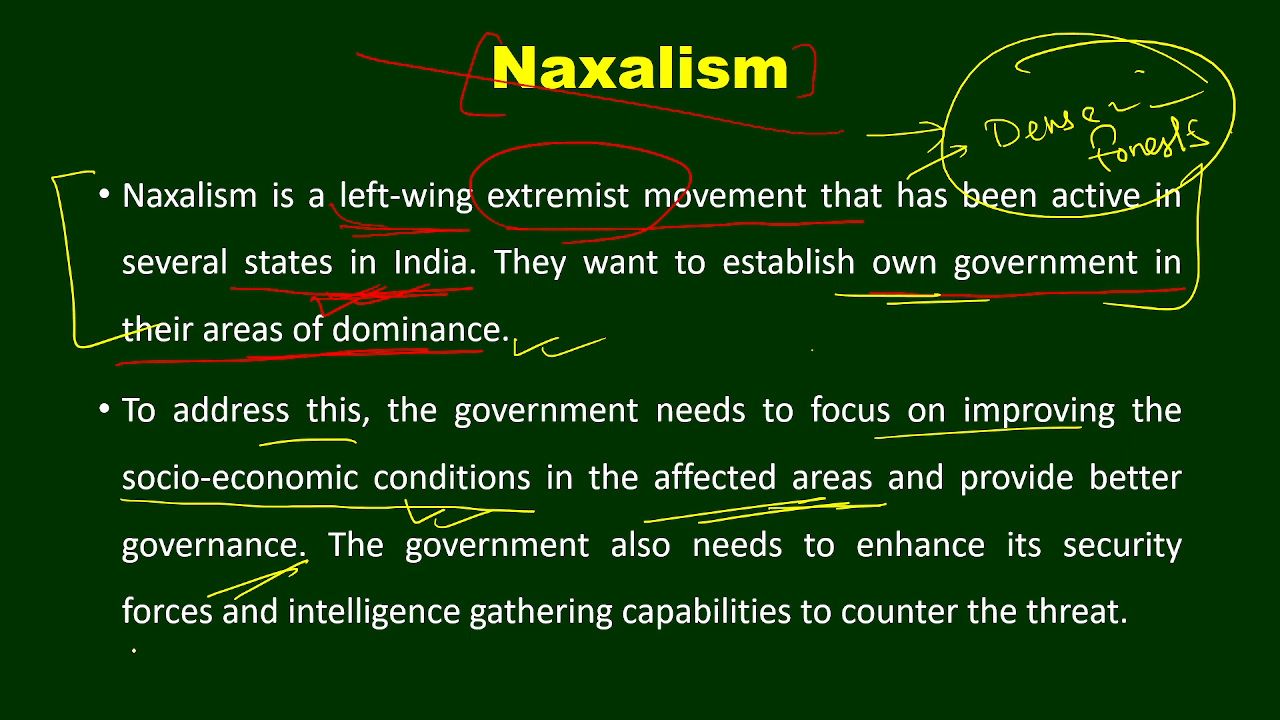 Naxalism
Dense
forests
• Naxalism is a left-wing extremist movement that has been active in
several states in India. They want to establish own government in
their areas of dominance.
• To address this, the government needs to focus on improving the
socio-economic conditions in the affected areas and provide better
governance. The government also needs to enhance its security
forces and intelligence gathering capabilities to counter the threat.